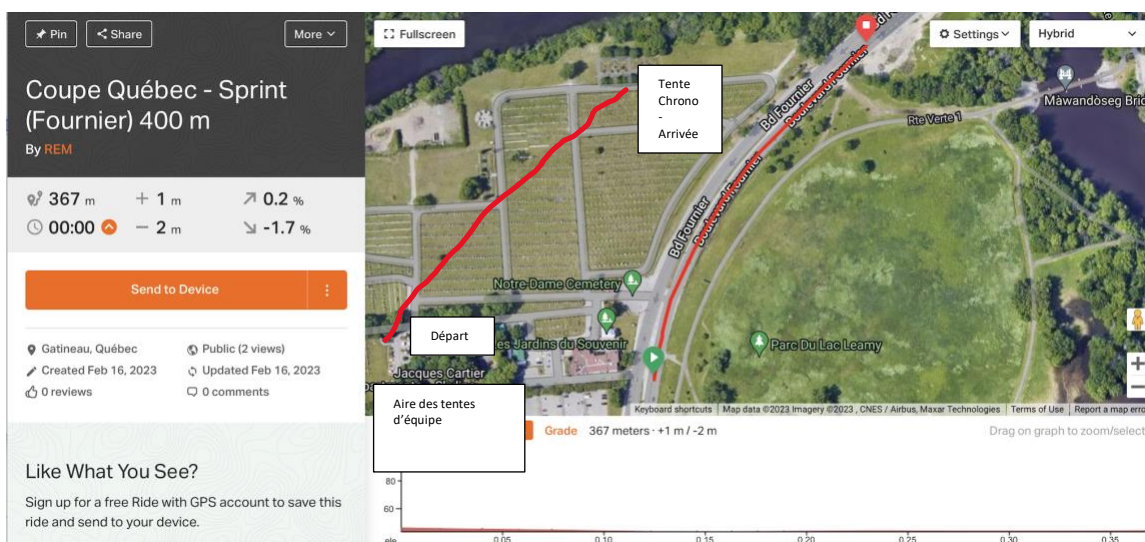 Pin
Share
More
Coupe Québec - Sprint
(Fournier) 400 m
By REM
367 m
+ 1 m
0.2 %
00:00
− 2 m
-1.7 %
Send to Device
Gatineau, Québec
Public (2 views)
Created Feb 16, 2023
Updated Feb 16, 2023
0 reviews
0 comments
Like What You See?
Sign up for a free Ride with GPS account to save this
ride and send to your device.
Fullscreen
Settings
Hybrid
Tente
Chrono
-
Arrivée
Bd Fournier
Boulevard Fournier
Màwandòseg Brid
Rte Verte 1
Bd Fournier
Boulevard Fournier
Notre-Dame Cemetery
Départ
es Jardins du Souvenir
Parc Du Lac Leamy
Jacques Cartier
Aire des tentes
d'équipe
Keyboard shortcuts
Map data ©2023 Imagery ©2023 , CNES / Airbus, Maxar Technologies
Terms of Use
Report a map erro
Grade
367 meters · +1 m / -2 m
Drag on graph to zoom/select
80
60
ele
0.05
0.10
0.15
0.20
0.25
0.30
0.35